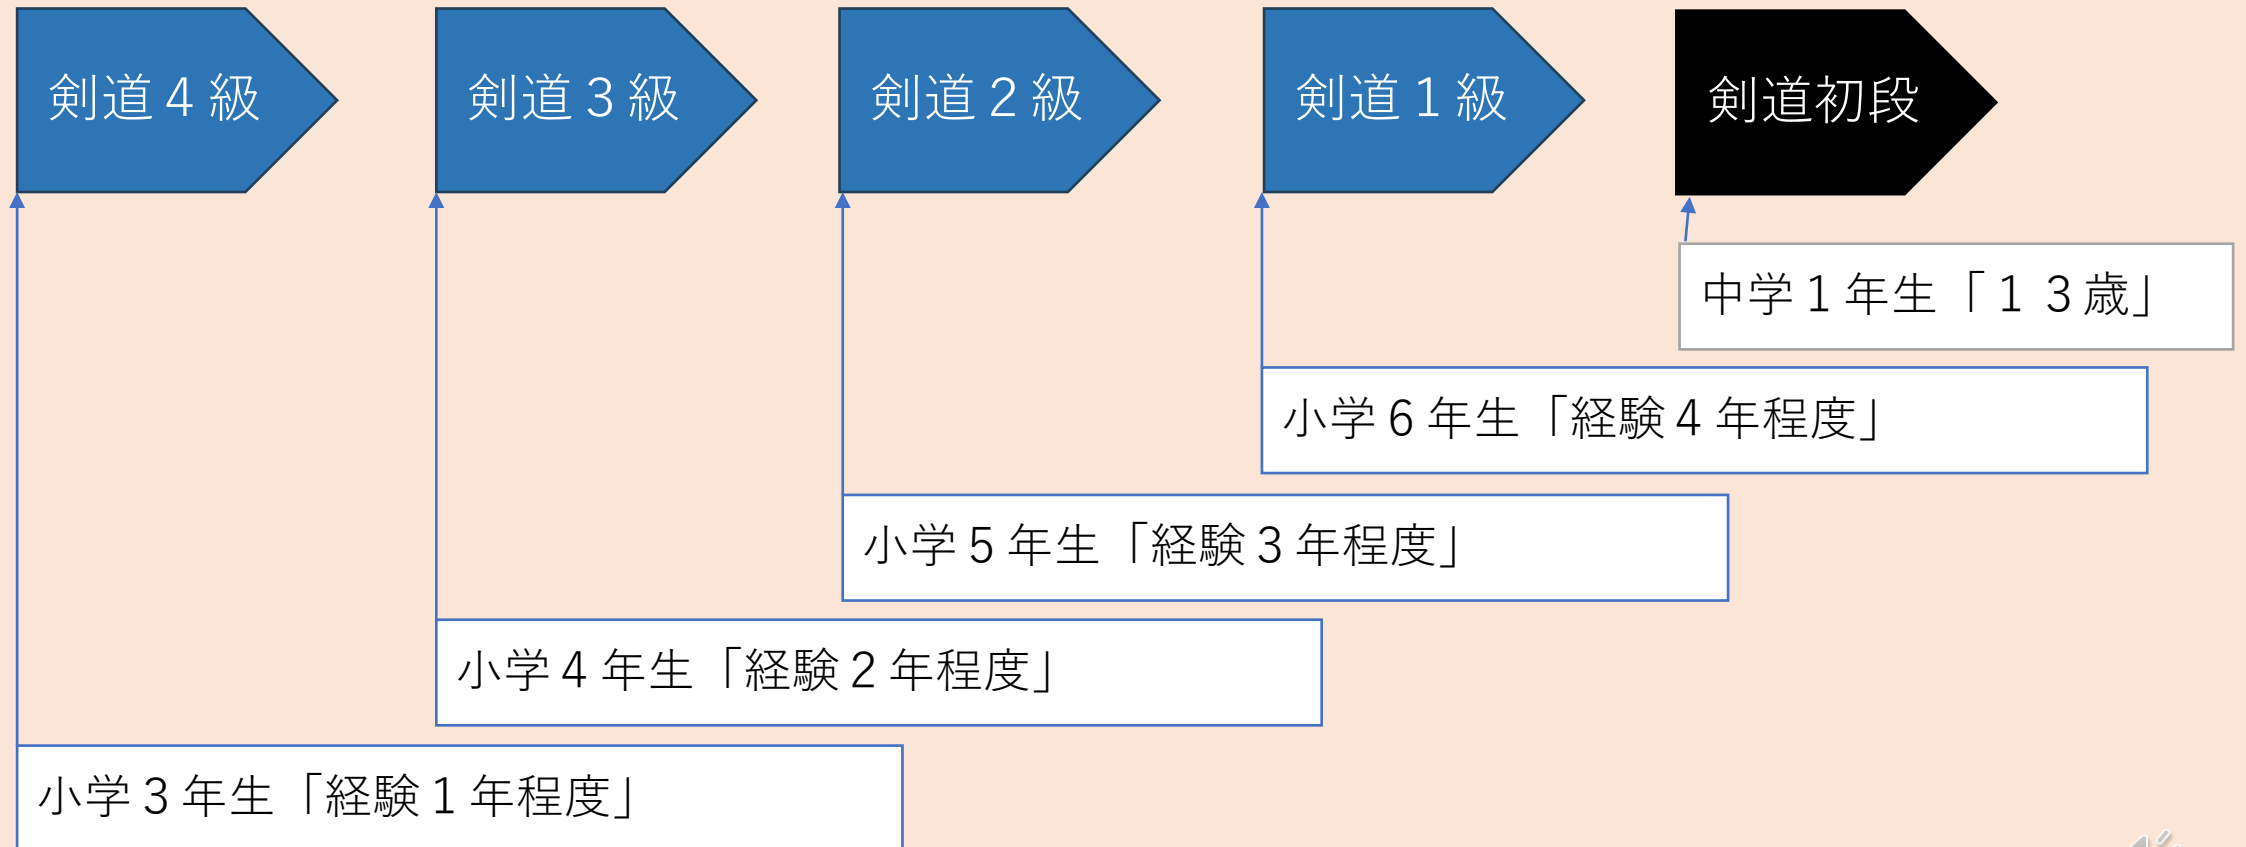 剣道４級
剣道３級
剣道２級
剣道１級
剣道初段
中学１年生「１３歳」
小学６年生「経験４年程度」
小学５年生「経験３年程度」
小学４年生「経験２年程度」
小学３年生「経験１年程度」